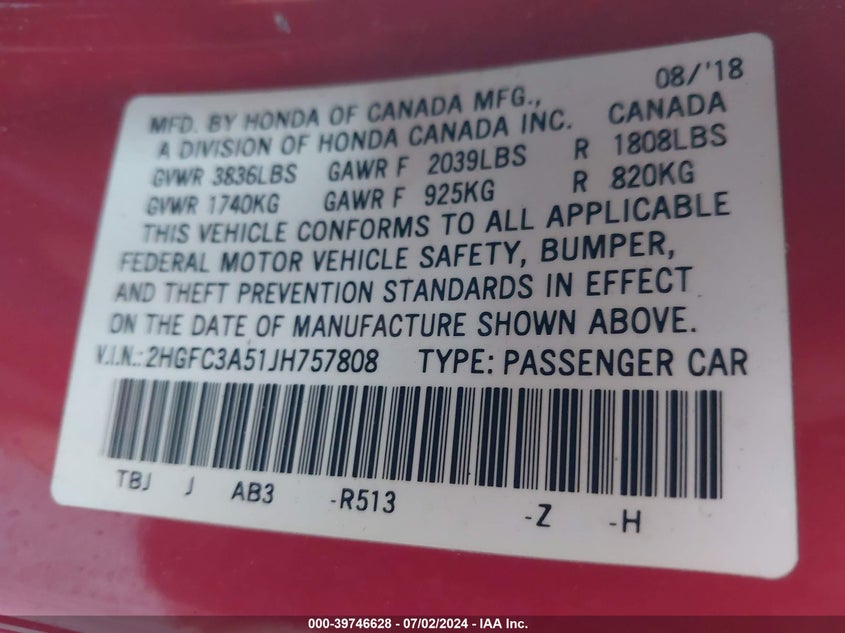 08/'18
MFD. BY HONDA OF CANADA MFG.,
A DIVISION OF HONDA CANADA INC. CANADA
GVWR 3836LBS GAWR F 2039LBS R 1808LBS
GVWR 1740KG GAWR F 925KG R 820KG
THIS VEHICLE CONFORMS TO ALL APPLICABLE
FEDERAL MOTOR VEHICLE SAFETY, BUMPER,
AND THEFT PREVENTION STANDARDS IN EFFECT
ON THE DATE OF MANUFACTURE SHOWN ABOVE.
V.I.N.: 2HGFC3A51JH757808 TYPE: PASSENGER CAR
TBJ J AB3 -R513 -Z -H
000-39746628 - 07/02/2024 - IAA Inc.